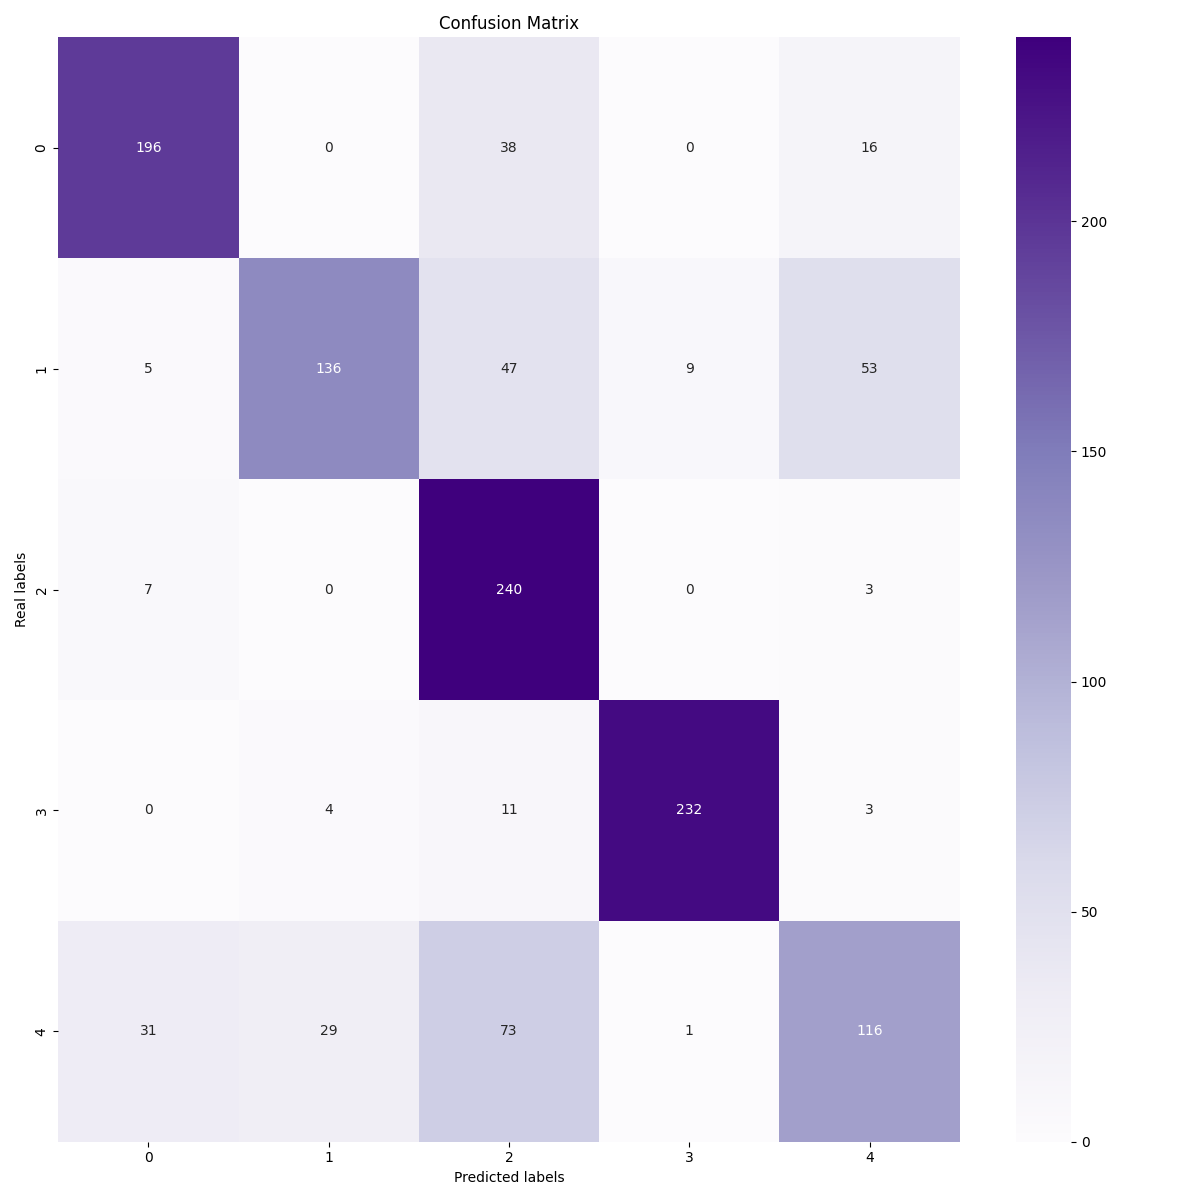 Confusion Matrix
0 196 0 38 0 16
1 5 136 47 9 53
2 7 0 240 0 3
3 0 4 11 232 3
4 31 29 73 1 116
0 1 2 3 4
Predicted labels
Real labels
200
150
100
50
0